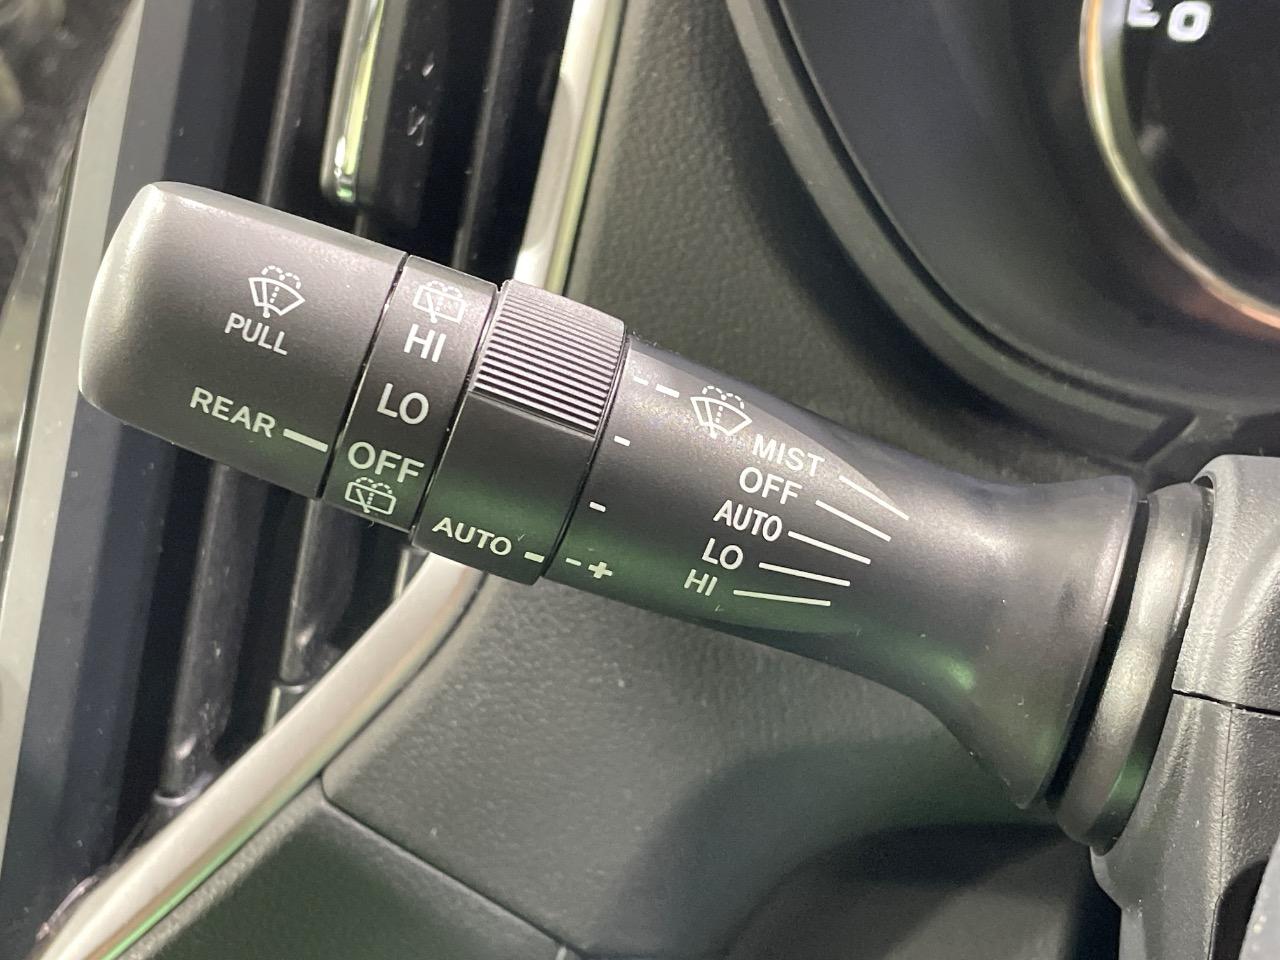 PULL
REAR
HI
LO
OFF
AUTO
- +
MIST
OFF
AUTO
LO
HI